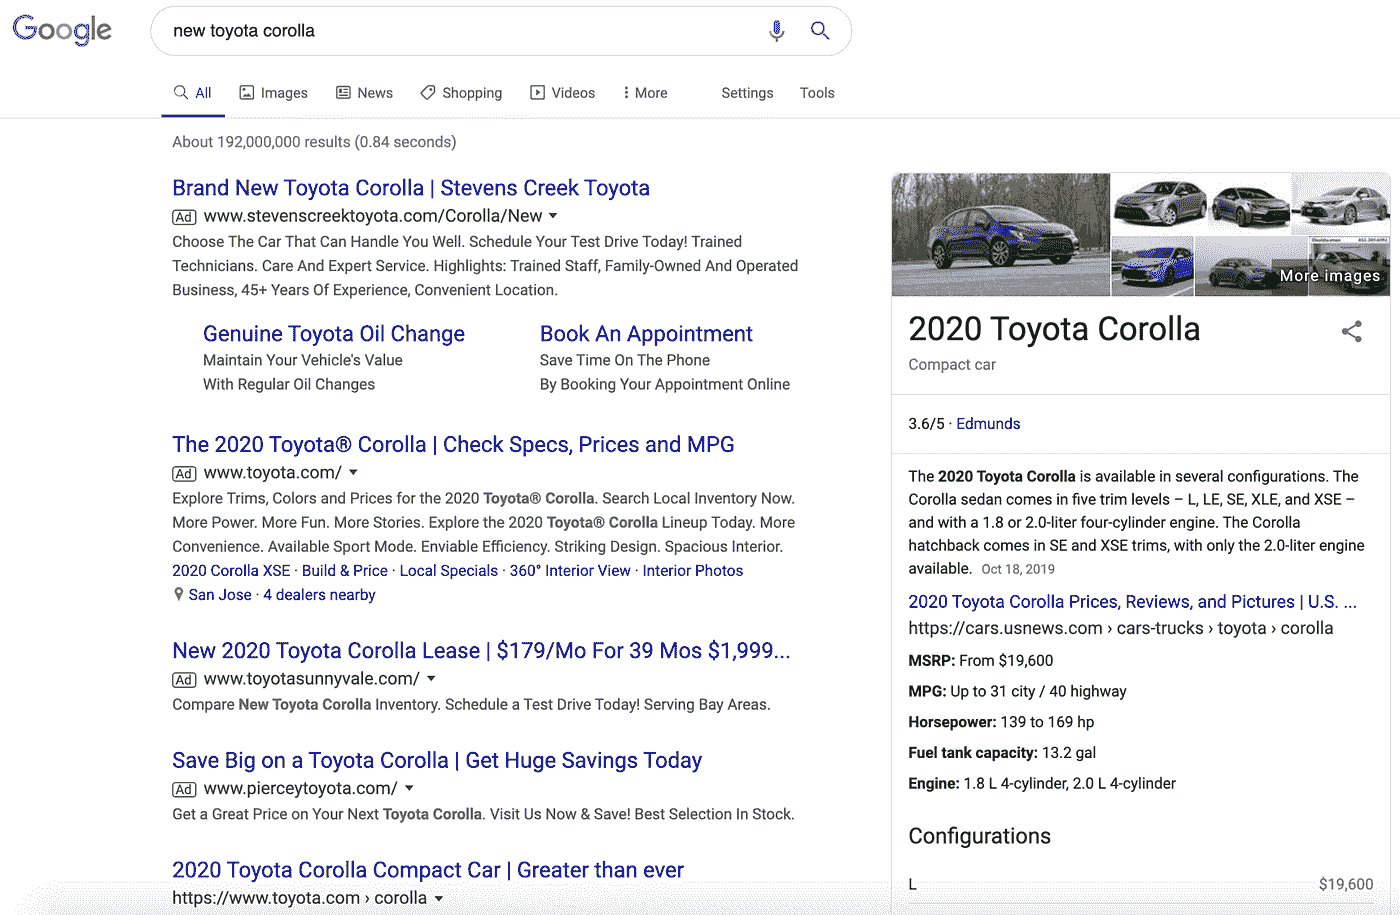 Google
new toyota corolla
All Images News Shopping Videos More Settings Tools
About 192,000,000 results (0.84 seconds)
Brand New Toyota Corolla | Stevens Creek Toyota
Ad www.stevenscreektoyota.com/Corolla/New
Choose The Car That Can Handle You Well. Schedule Your Test Drive Today! Trained
Technicians. Care And Expert Service. Highlights: Trained Staff, Family-Owned And Operated
Business, 45+ Years Of Experience, Convenient Location.
Genuine Toyota Oil Change
Maintain Your Vehicle's Value
With Regular Oil Changes
Book An Appointment
Save Time On The Phone
By Booking Your Appointment Online
The 2020 Toyota® Corolla | Check Specs, Prices and MPG
Ad www.toyota.com/
Explore Trims, Colors and Prices for the 2020 Toyota® Corolla. Search Local Inventory Now.
More Power. More Fun. More Stories. Explore the 2020 Toyota® Corolla Lineup Today. More
Convenience. Available Sport Mode. Enviable Efficiency. Striking Design. Spacious Interior.
2020 Corolla XSE · Build & Price · Local Specials · 360° Interior View · Interior Photos
San Jose · 4 dealers nearby
New 2020 Toyota Corolla Lease | $179/Mo For 39 Mos $1,999...
Ad www.toyotasunnyvale.com/
Compare New Toyota Corolla Inventory. Schedule a Test Drive Today! Serving Bay Areas.
Save Big on a Toyota Corolla | Get Huge Savings Today
Ad www.pierceytoyota.com/
Get a Great Price on Your Next Toyota Corolla. Visit Us Now & Save! Best Selection In Stock.
2020 Toyota Corolla Compact Car | Greater than ever
https://www.toyota.com › corolla
More images
2020 Toyota Corolla
Compact car
3.6/5 · Edmunds
The 2020 Toyota Corolla is available in several configurations. The
Corolla sedan comes in five trim levels – L, LE, SE, XLE, and XSE –
and with a 1.8 or 2.0-liter four-cylinder engine. The Corolla
hatchback comes in SE and XSE trims, with only the 2.0-liter engine
available. Oct 18, 2019
2020 Toyota Corolla Prices, Reviews, and Pictures | U.S. ...
https://cars.usnews.com › cars-trucks › toyota › corolla
MSRP: From $19,600
MPG: Up to 31 city / 40 highway
Horsepower: 139 to 169 hp
Fuel tank capacity: 13.2 gal
Engine: 1.8 L 4-cylinder, 2.0 L 4-cylinder
Configurations
L $19,600